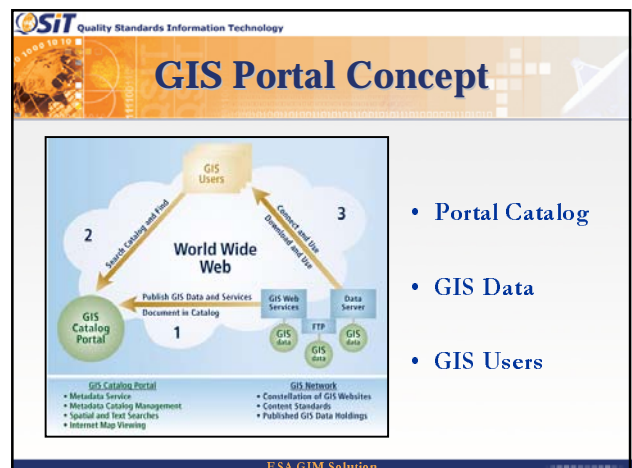 QSiT Quality Standards Information Technology
GIS Portal Concept
GIS
Users
2
Search Catalog and Find
3
Connect and Use
Download and Use
World Wide
Web
Publish GIS Data and Services
Document in Catalog
1
GIS
Catalog
Portal
GIS Web
Services
Data
Server
FTP
GIS
data
GIS
data
GIS
data
GIS Catalog Portal
• Metadata Service
• Metadata Catalog Management
• Spatial and Text Searches
• Internet Map Viewing
GIS Network
• Constellation of GIS Websites
• Content Standards
• Published GIS Data Holdings
• Portal Catalog
• GIS Data
• GIS Users
ESA GIM Solution